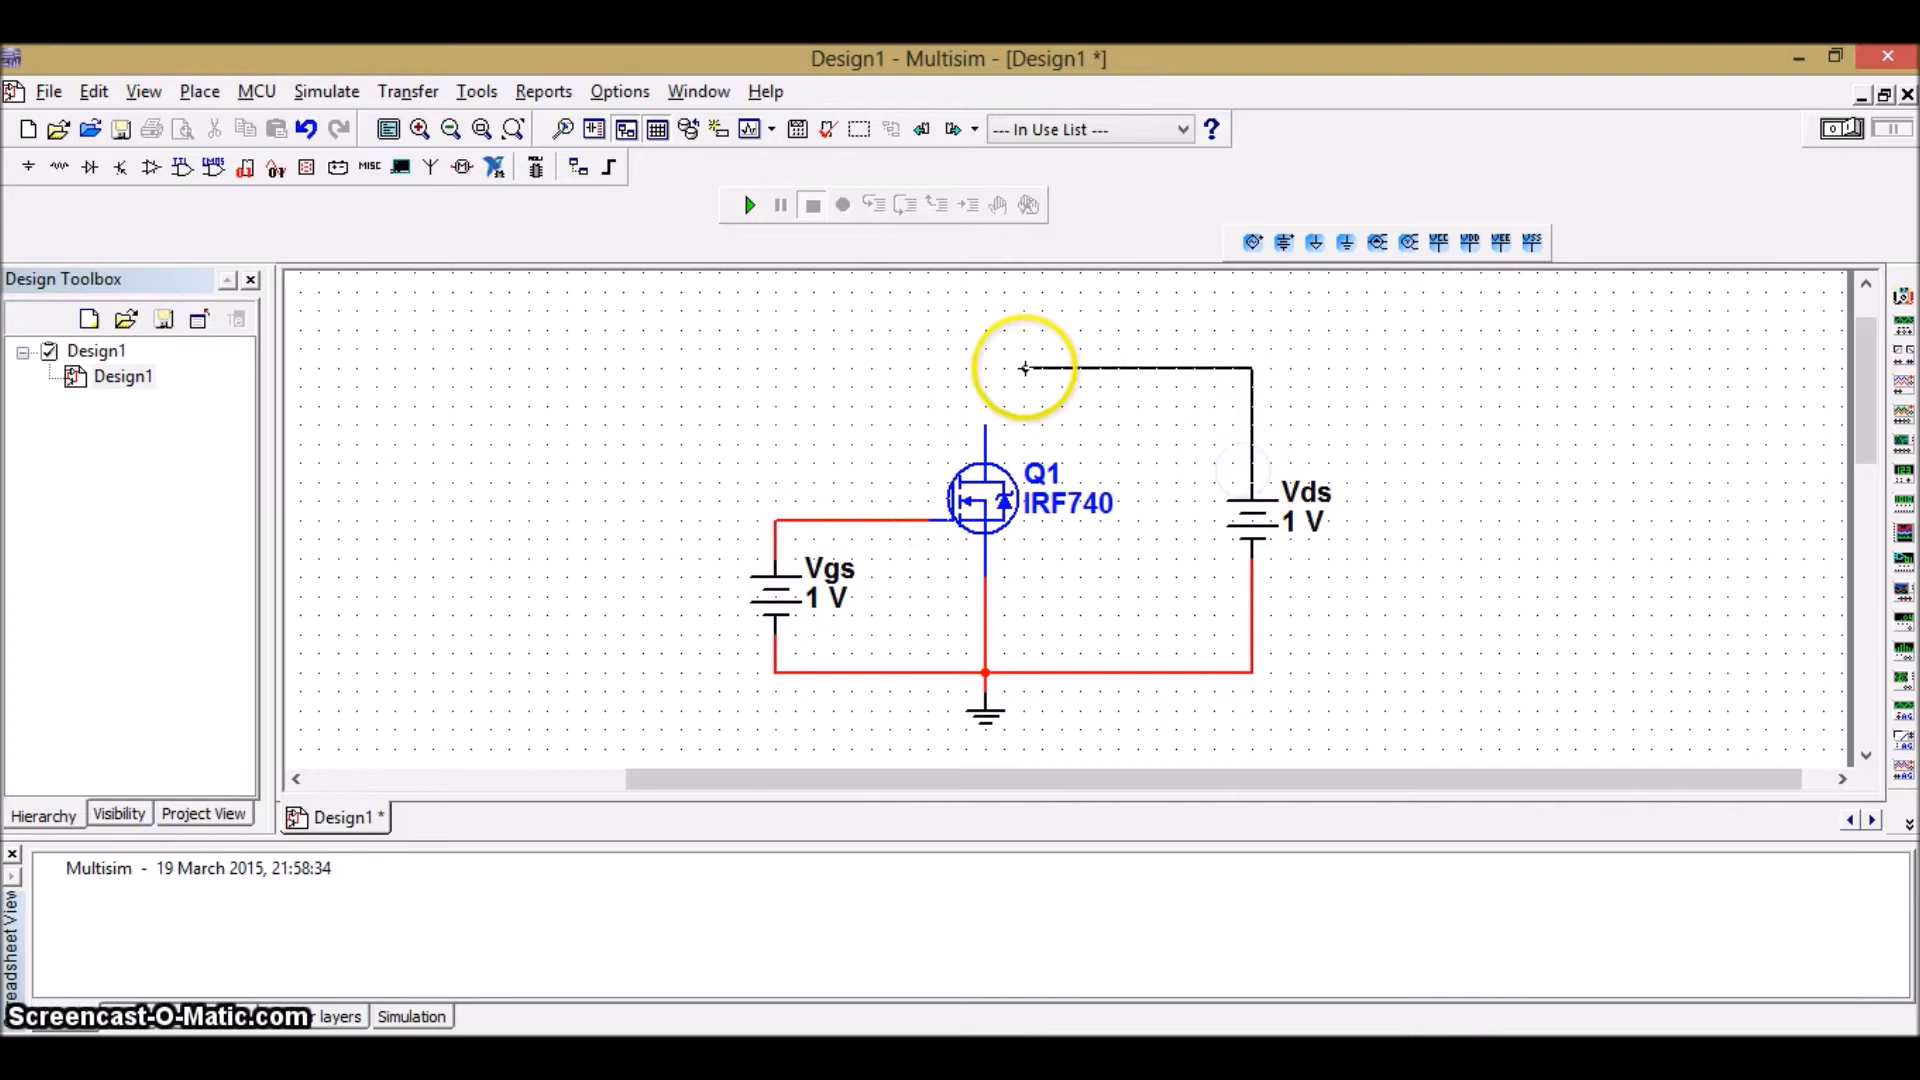 Design1 - Multisim - [Design1 *]
File Edit View Place MCU Simulate Transfer Tools Reports Options Window Help
--- In Use List ---
MISC
Design Toolbox
Design1
Design1
Q1
IRF740
Vds
1 V
Vgs
1 V
Hierarchy Visibility Project View
Design1 *
Multisim - 19 March 2015, 21:58:34
Screencast-O-Matic.com
layers Simulation